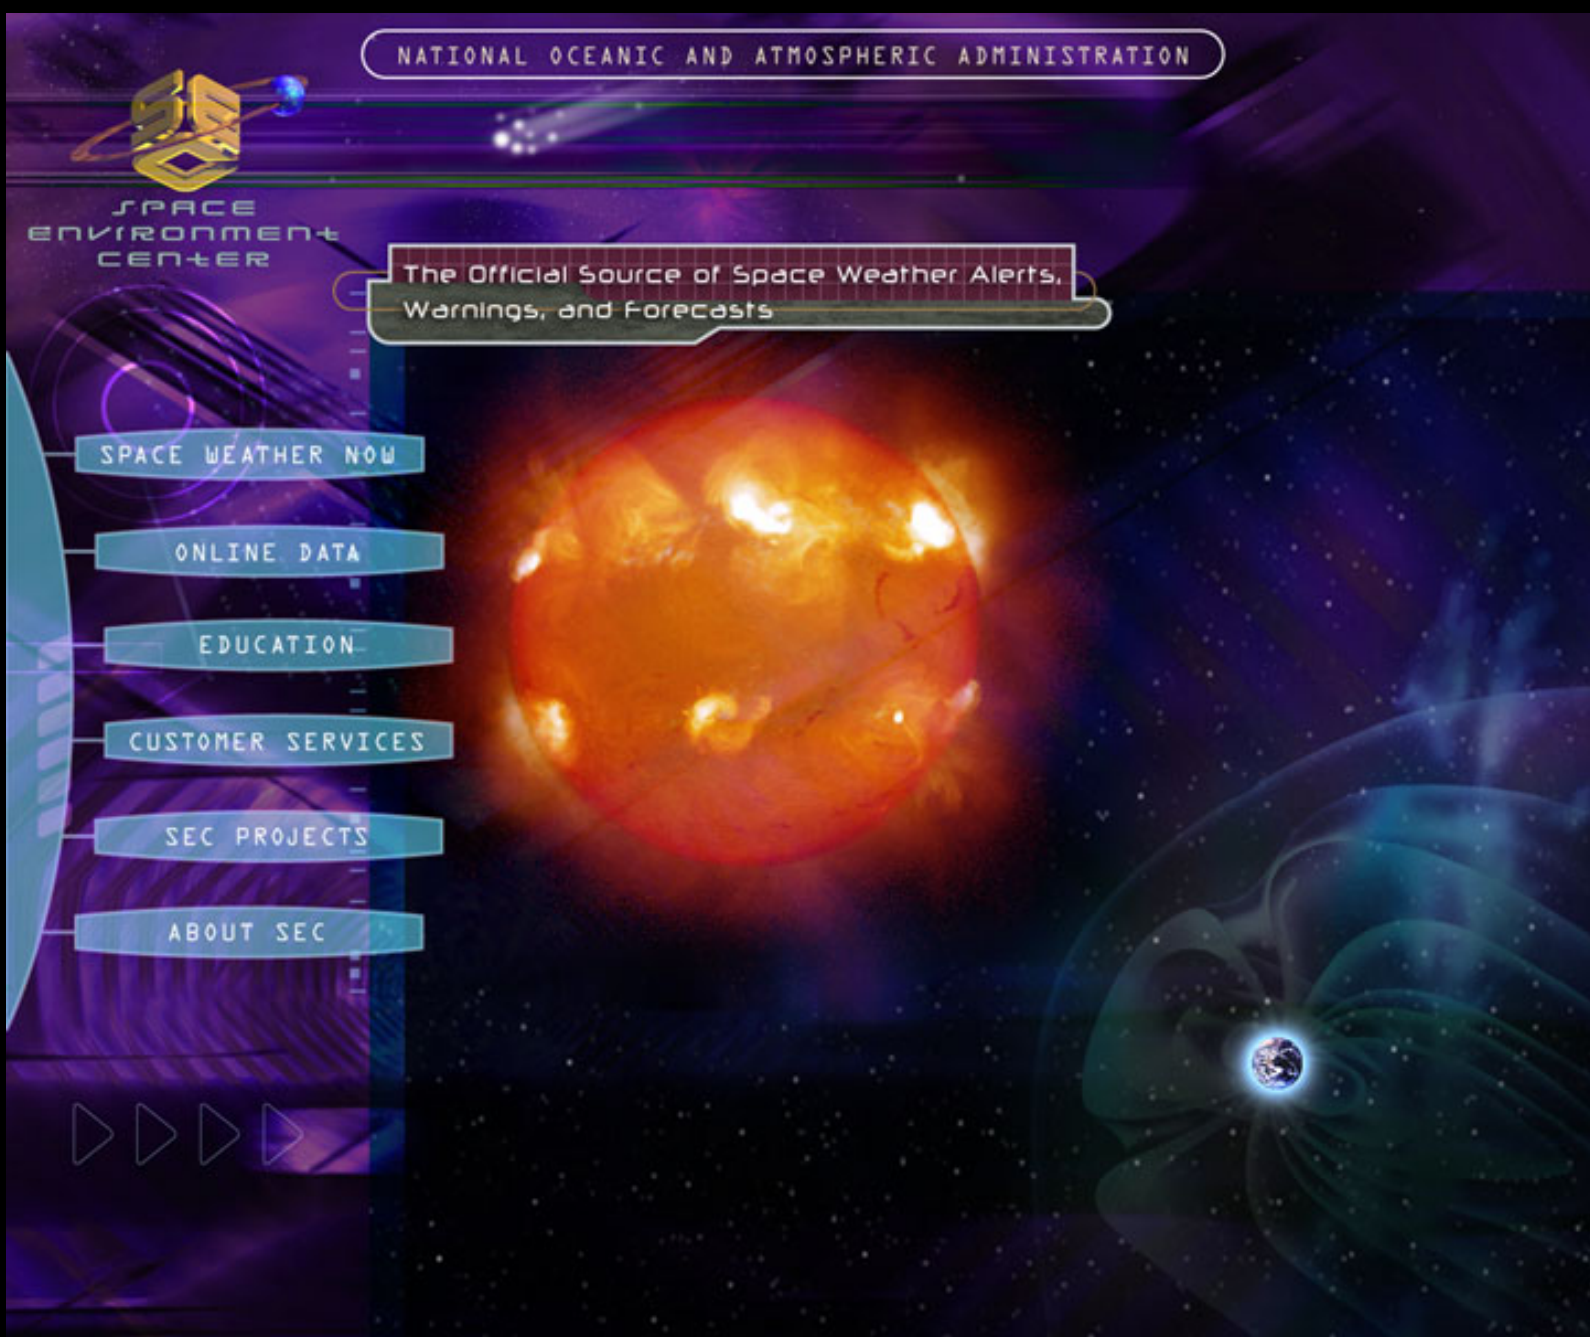 NATIONAL OCEANIC AND ATMOSPHERIC ADMINISTRATION
SEC
SPACE
ENVIRONMENT
CENTER
The Official Source of Space Weather Alerts,
Warnings, and Forecasts
SPACE WEATHER NOW
ONLINE DATA
EDUCATION
CUSTOMER SERVICES
SEC PROJECTS
ABOUT SEC